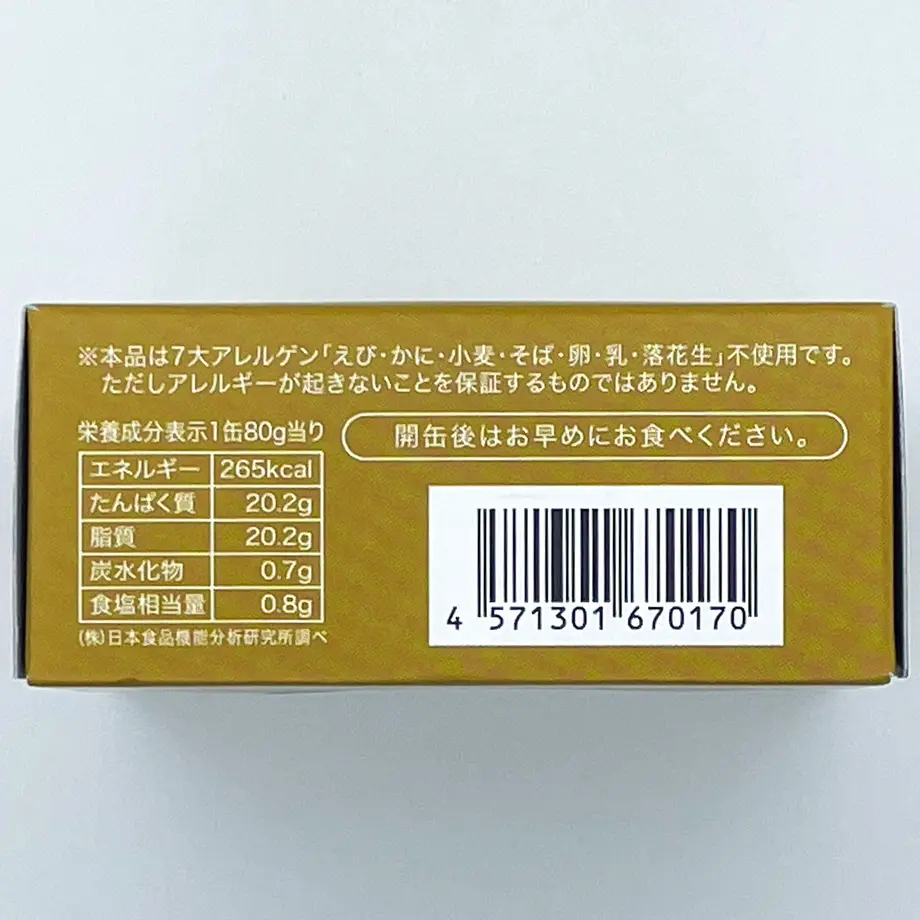 ※本品は7大アレルゲン「えび・かに・小麦・そば・卵・乳・落花生」不使用です。
ただしアレルギーが起きないことを保証するものではありません。
栄養成分表示1缶80g当り
エネルギー 265kcal
たんぱく質 20.2g
脂質 20.2g
炭水化物 0.7g
食塩相当量 0.8g
(株)日本食品機能分析研究所調べ
開缶後はお早めにお食べください。
4 571301 670170